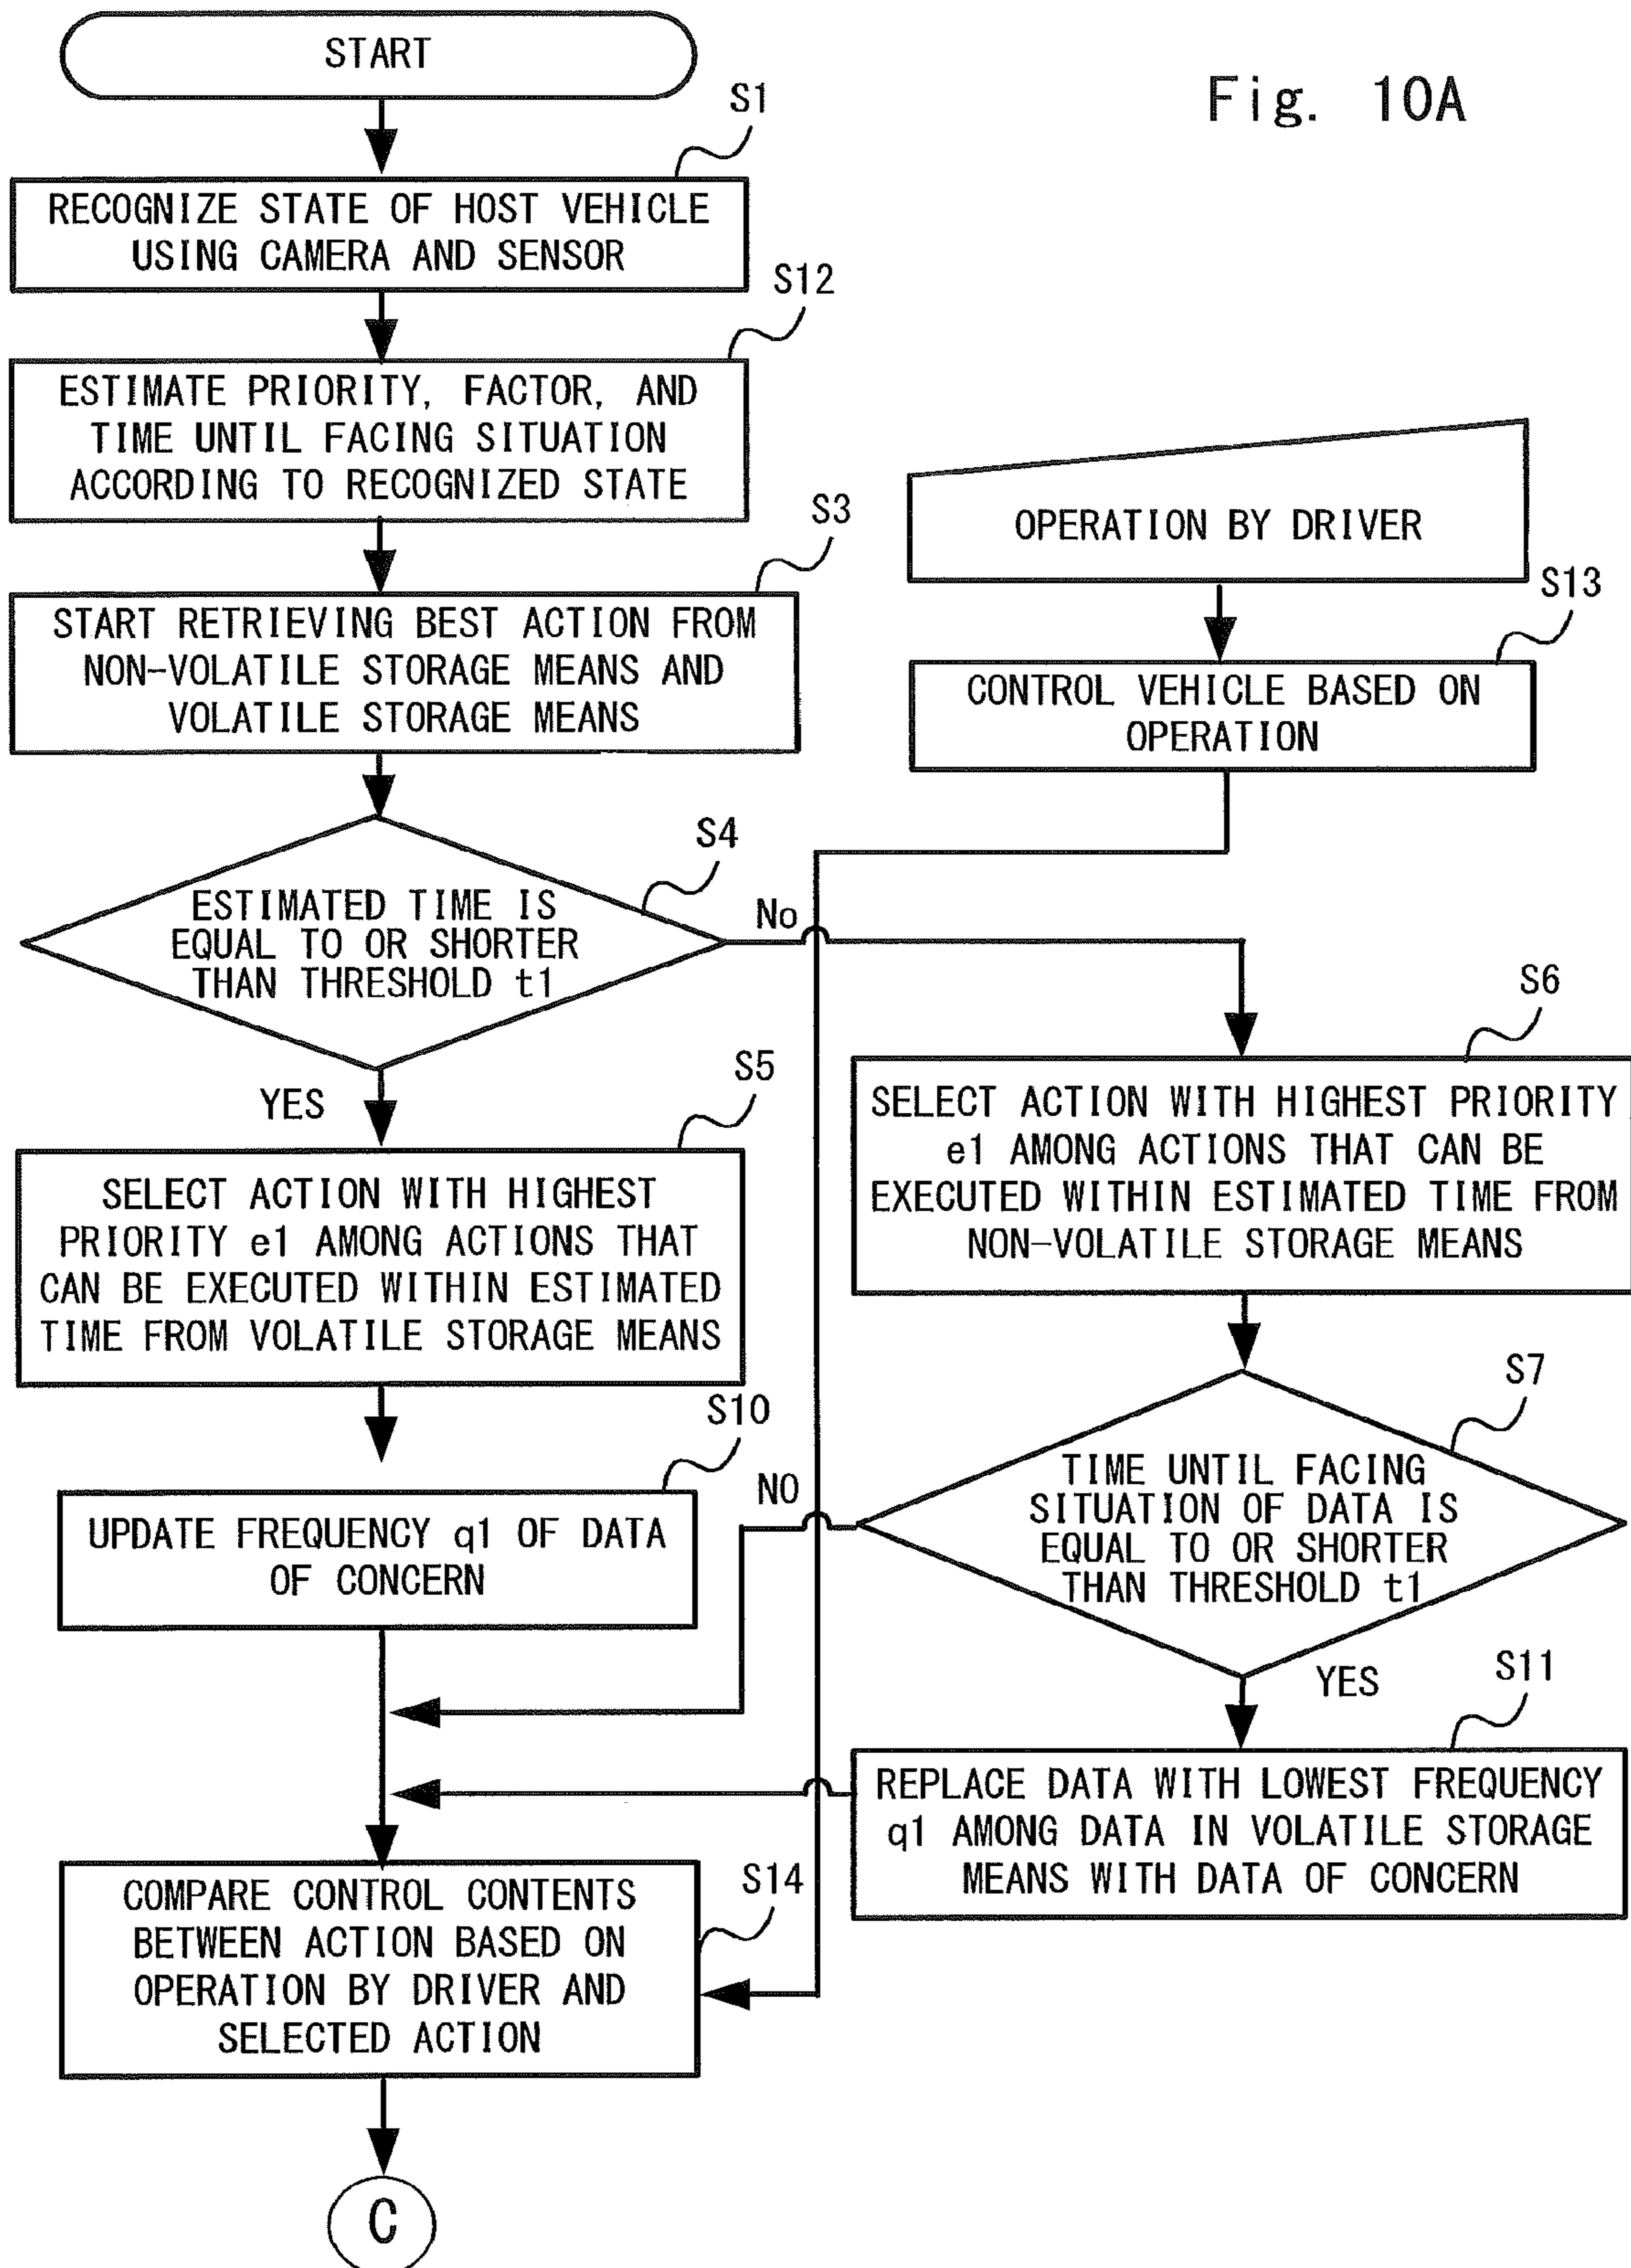 START
Fig. 10A
S1
RECOGNIZE STATE OF HOST VEHICLE
USING CAMERA AND SENSOR
S12
ESTIMATE PRIORITY, FACTOR, AND
TIME UNTIL FACING SITUATION
ACCORDING TO RECOGNIZED STATE
OPERATION BY DRIVER
S3
START RETRIEVING BEST ACTION FROM
NON-VOLATILE STORAGE MEANS AND
VOLATILE STORAGE MEANS
S13
CONTROL VEHICLE BASED ON
OPERATION
S4
ESTIMATED TIME IS
EQUAL TO OR SHORTER
THAN THRESHOLD t1
No
YES
S5
SELECT ACTION WITH HIGHEST
PRIORITY e1 AMONG ACTIONS THAT
CAN BE EXECUTED WITHIN ESTIMATED
TIME FROM VOLATILE STORAGE MEANS
S6
SELECT ACTION WITH HIGHEST PRIORITY
e1 AMONG ACTIONS THAT CAN BE
EXECUTED WITHIN ESTIMATED TIME FROM
NON-VOLATILE STORAGE MEANS
S10
UPDATE FREQUENCY q1 OF DATA
OF CONCERN
S7
TIME UNTIL FACING
SITUATION OF DATA IS
EQUAL TO OR SHORTER
THAN THRESHOLD t1
NO
YES
S11
REPLACE DATA WITH LOWEST FREQUENCY
q1 AMONG DATA IN VOLATILE STORAGE
MEANS WITH DATA OF CONCERN
S14
COMPARE CONTROL CONTENTS
BETWEEN ACTION BASED ON
OPERATION BY DRIVER AND
SELECTED ACTION
C